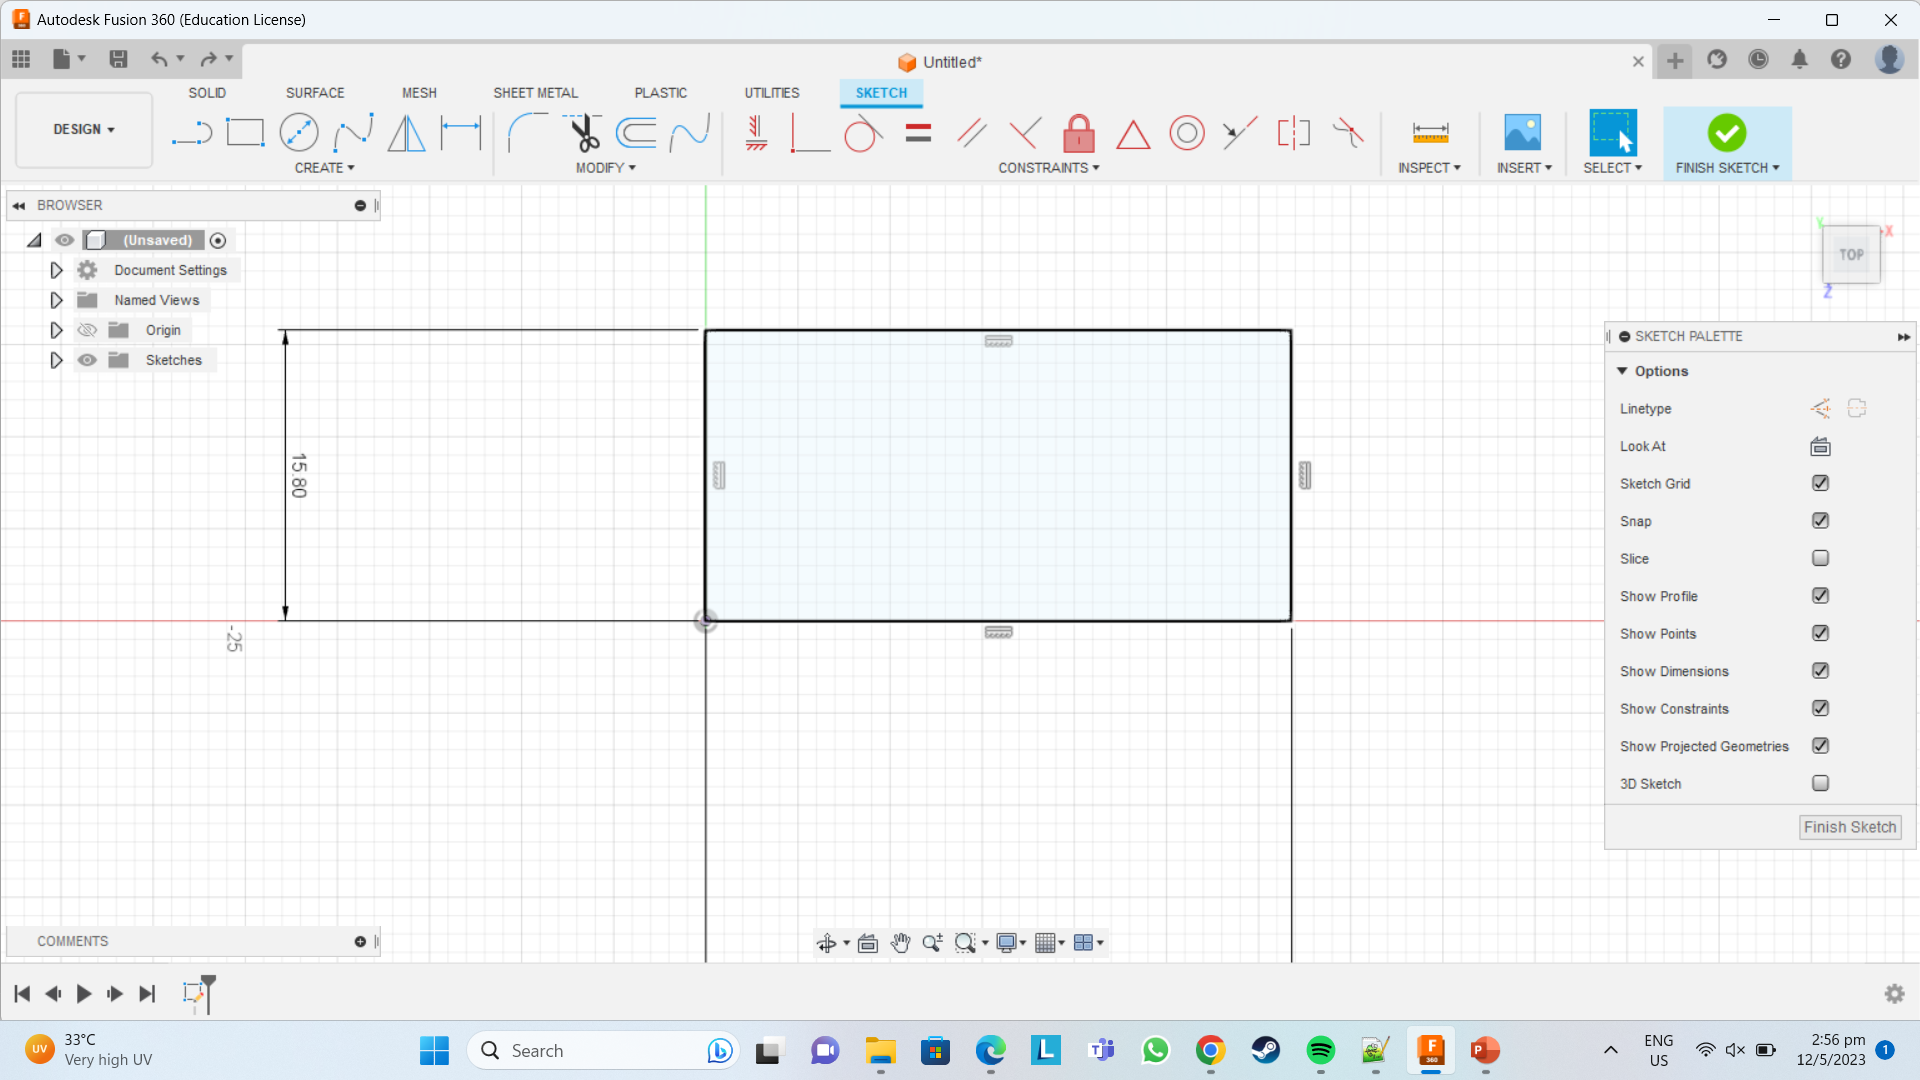 Autodesk Fusion 360 (Education License)
Untitled*
SOLID SURFACE MESH SHEET METAL PLASTIC UTILITIES SKETCH
DESIGN
CREATE MODIFY CONSTRAINTS INSPECT INSERT SELECT FINISH SKETCH
BROWSER
(Unsaved)
Document Settings
Named Views
Origin
Sketches
15.80
-25
Y
X
TOP
Z
SKETCH PALETTE
Options
Linetype
Look At
Sketch Grid
Snap
Slice
Show Profile
Show Points
Show Dimensions
Show Constraints
Show Projected Geometries
3D Sketch
Finish Sketch
COMMENTS
UV
33°C
Very high UV
Search
L
F
360
P
ENG
US
2:56 pm
12/5/2023
1